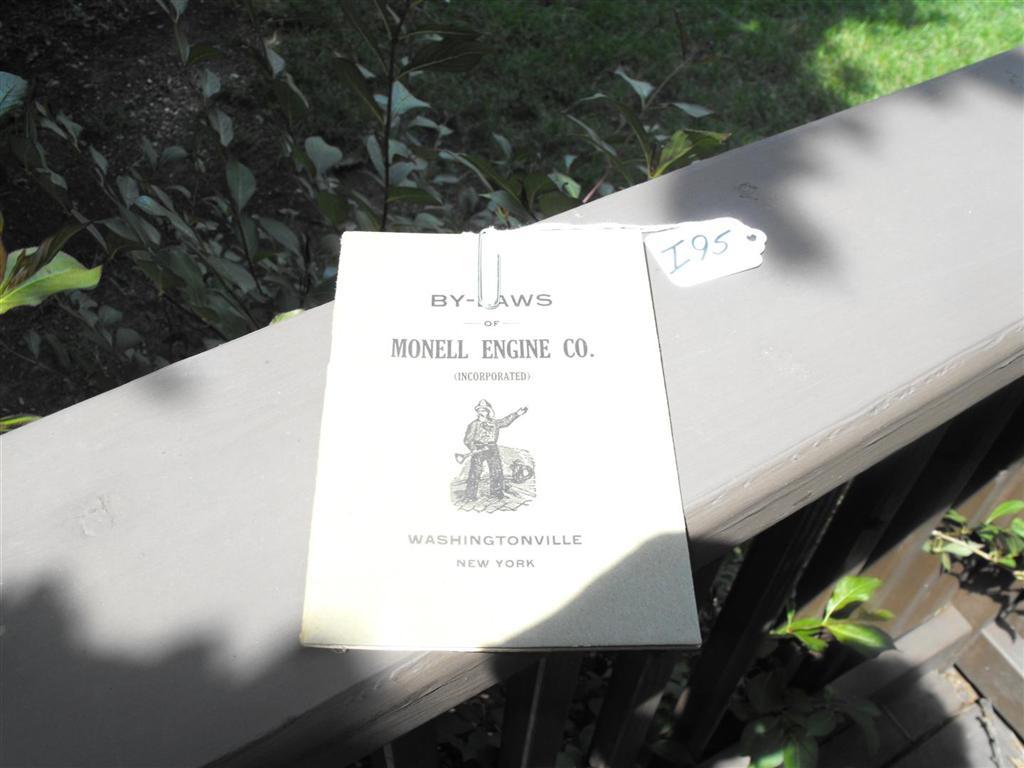 BY-LAWS
OF
MONELL ENGINE CO.
(INCORPORATED)
WASHINGTONVILLE
NEW YORK
I95